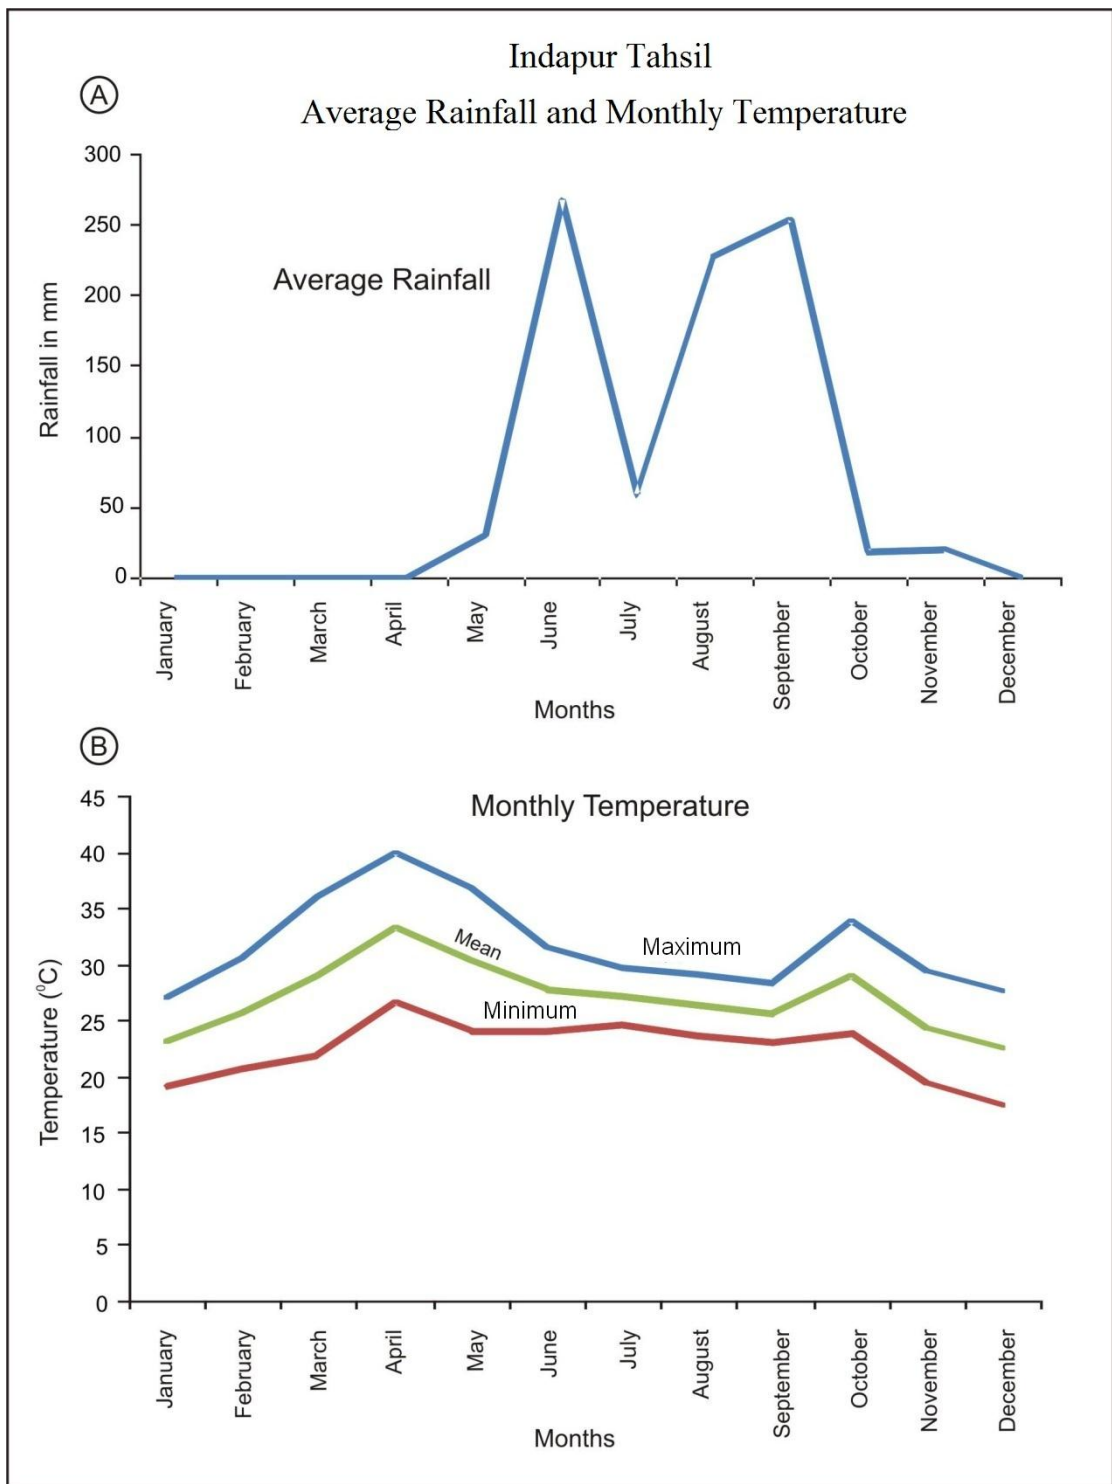 Indapur Tahsil
A
Average Rainfall and Monthly Temperature
300
250
200
150
100
50
0
Rainfall in mm
Average Rainfall
January
February
March
April
May
June
July
August
September
October
November
December
Months
B
Monthly Temperature
45
40
35
30
25
20
15
10
5
0
Temperature (⁰C)
Mean
Maximum
Minimum
January
February
March
April
May
June
July
August
September
October
November
December
Months